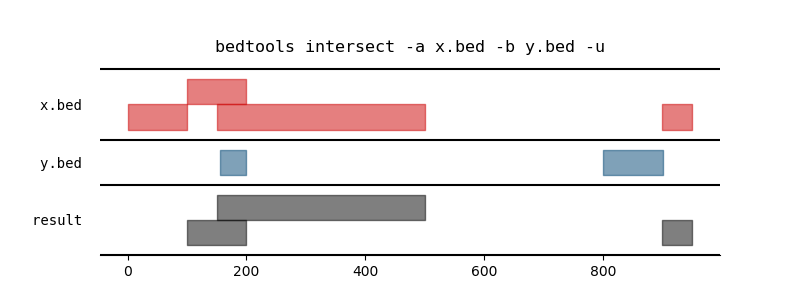 bedtools intersect -a x.bed -b y.bed -u
x.bed
y.bed
result
0 200 400 600 800